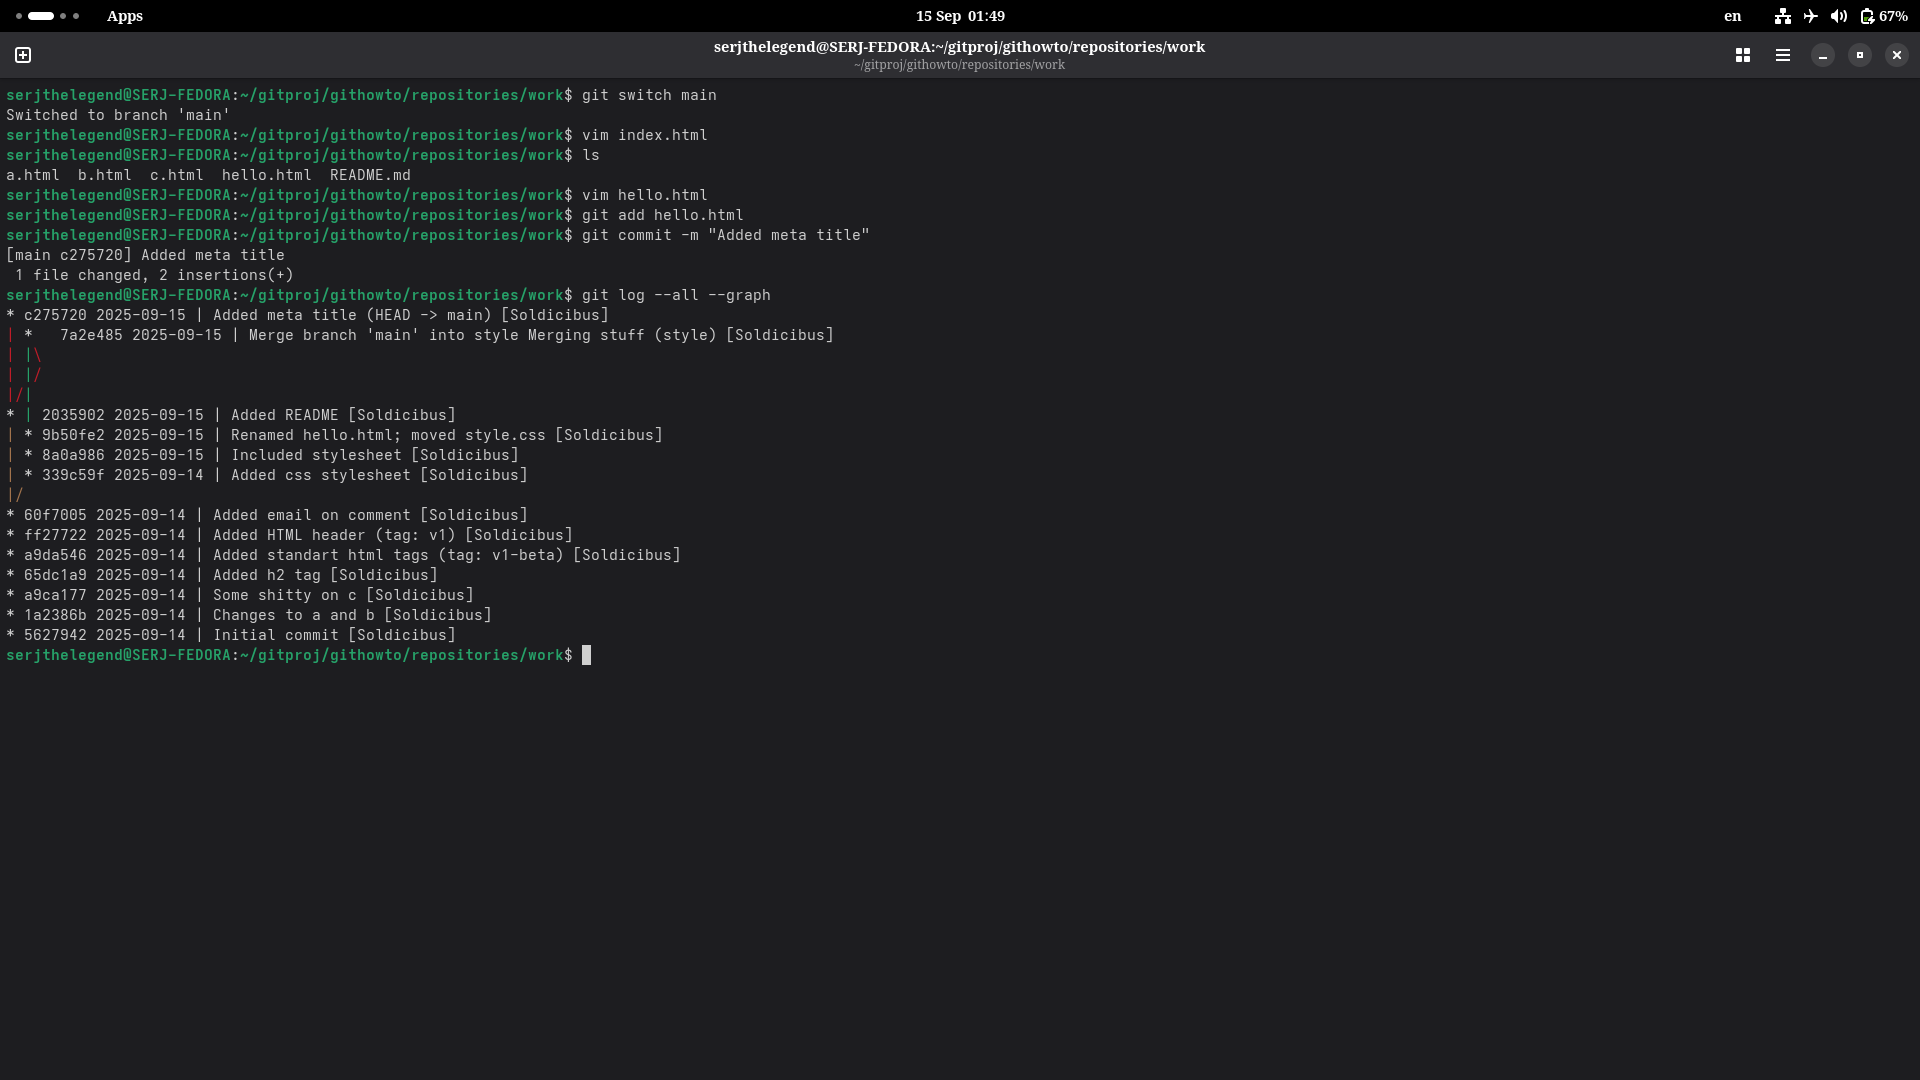 Apps
15 Sep 01:49
en
67%
serjthelegend@SERJ-FEDORA:~/gitproj/githowto/repositories/work
~/gitproj/githowto/repositories/work
serjthelegend@SERJ-FEDORA:~/gitproj/githowto/repositories/work$ git switch main
Switched to branch 'main'
serjthelegend@SERJ-FEDORA:~/gitproj/githowto/repositories/work$ vim index.html
serjthelegend@SERJ-FEDORA:~/gitproj/githowto/repositories/work$ ls
a.html  b.html  c.html  hello.html  README.md
serjthelegend@SERJ-FEDORA:~/gitproj/githowto/repositories/work$ vim hello.html
serjthelegend@SERJ-FEDORA:~/gitproj/githowto/repositories/work$ git add hello.html
serjthelegend@SERJ-FEDORA:~/gitproj/githowto/repositories/work$ git commit -m "Added meta title"
[main c275720] Added meta title
 1 file changed, 2 insertions(+)
serjthelegend@SERJ-FEDORA:~/gitproj/githowto/repositories/work$ git log --all --graph
* c275720 2025-09-15 | Added meta title (HEAD -> main) [Soldicibus]
| *   7a2e485 2025-09-15 | Merge branch 'main' into style Merging stuff (style) [Soldicibus]
| |\
| |/
|/|
* | 2035902 2025-09-15 | Added README [Soldicibus]
| * 9b50fe2 2025-09-15 | Renamed hello.html; moved style.css [Soldicibus]
| * 8a0a986 2025-09-15 | Included stylesheet [Soldicibus]
| * 339c59f 2025-09-14 | Added css stylesheet [Soldicibus]
|/
* 60f7005 2025-09-14 | Added email on comment [Soldicibus]
* ff27722 2025-09-14 | Added HTML header (tag: v1) [Soldicibus]
* a9da546 2025-09-14 | Added standart html tags (tag: v1-beta) [Soldicibus]
* 65dc1a9 2025-09-14 | Added h2 tag [Soldicibus]
* a9ca177 2025-09-14 | Some shitty on c [Soldicibus]
* 1a2386b 2025-09-14 | Changes to a and b [Soldicibus]
* 5627942 2025-09-14 | Initial commit [Soldicibus]
serjthelegend@SERJ-FEDORA:~/gitproj/githowto/repositories/work$